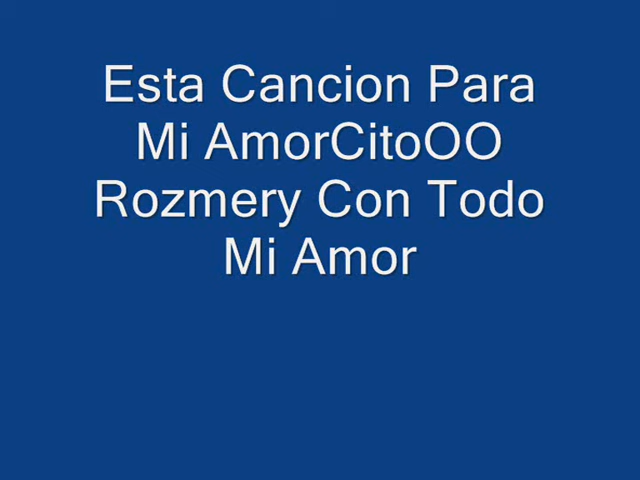 Esta Cancion Para
Mi AmorCitoOO
Rozmery Con Todo
Mi Amor